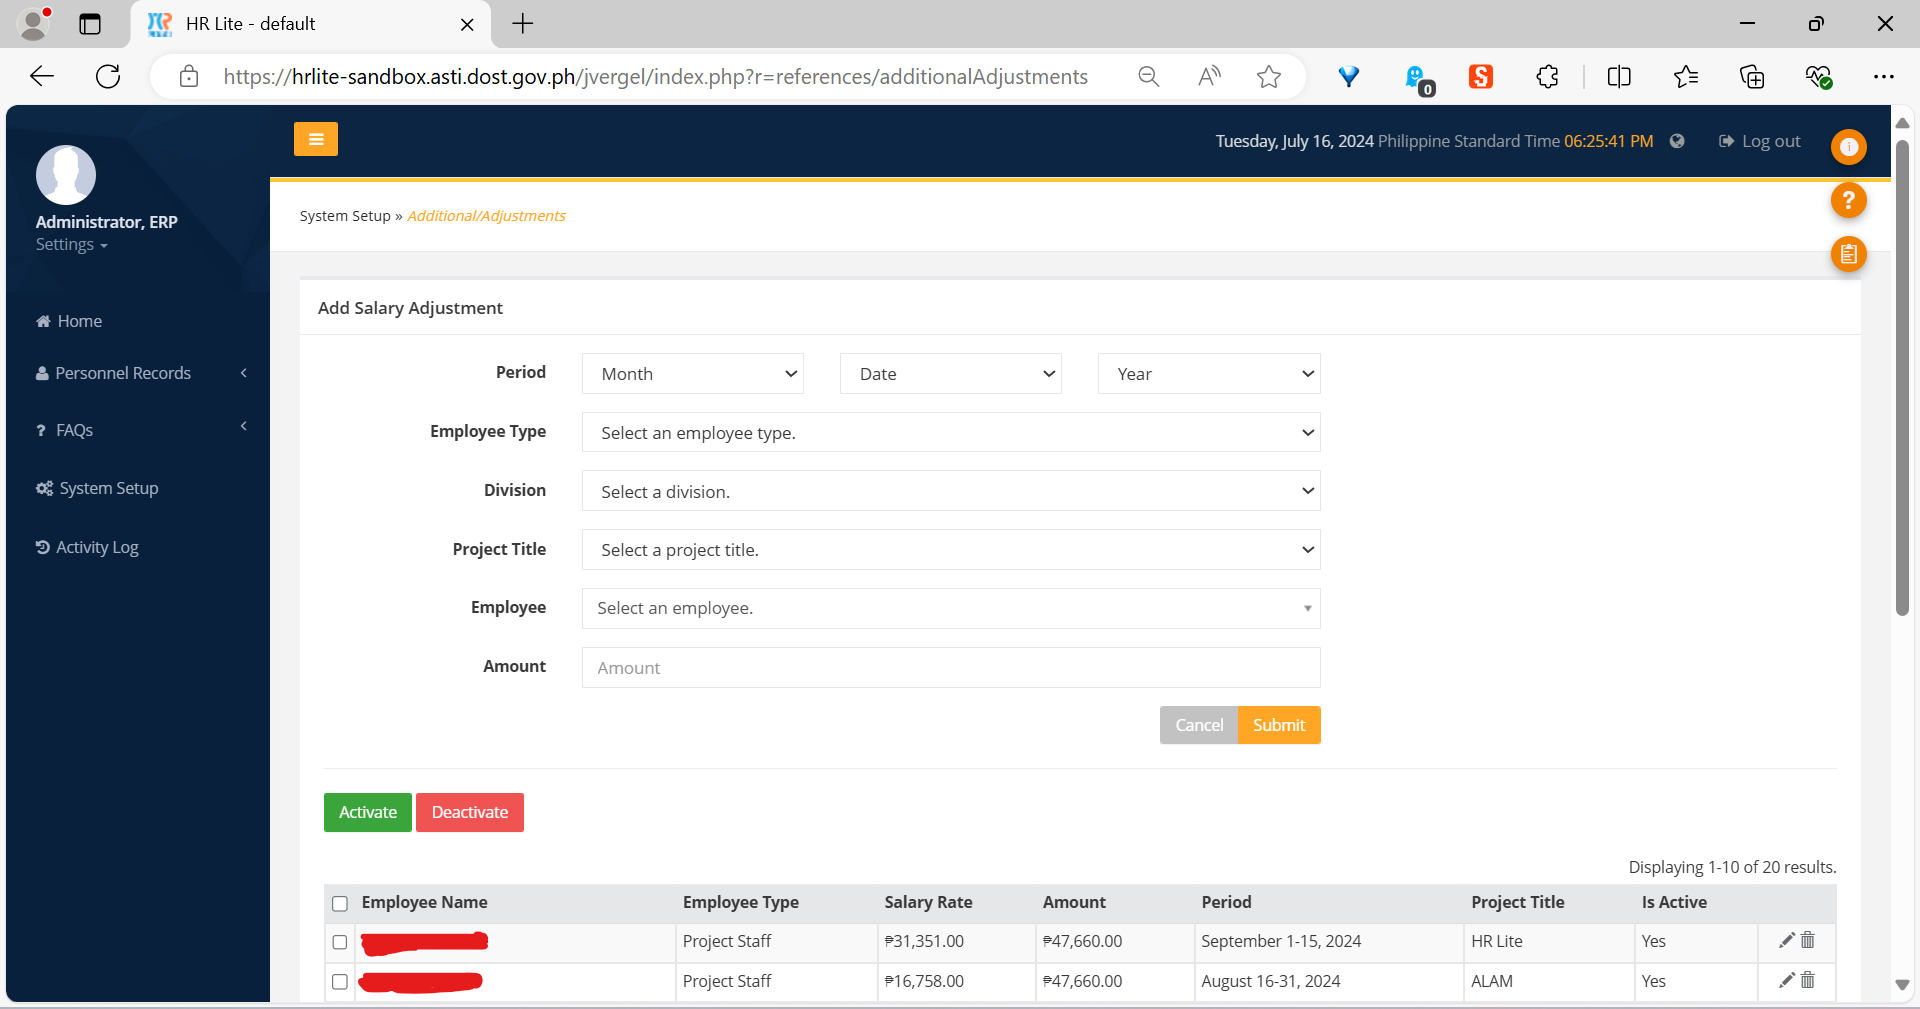 HR Lite - default
https://hrlite-sandbox.asti.dost.gov.ph/jvergel/index.php?r=references/additionalAdjustments
0
Tuesday, July 16, 2024 Philippine Standard Time 06:25:41 PM
Log out
Administrator, ERP
Settings
Home
Personnel Records
FAQs
System Setup
Activity Log
System Setup » Additional/Adjustments
Add Salary Adjustment
Period Month Date Year
Employee Type Select an employee type.
Division Select a division.
Project Title Select a project title.
Employee Select an employee.
Amount Amount
Cancel Submit
Activate Deactivate
Displaying 1-10 of 20 results.
Employee Name Employee Type Salary Rate Amount Period Project Title Is Active
Project Staff ₱31,351.00 ₱47,660.00 September 1-15, 2024 HR Lite Yes
Project Staff ₱16,758.00 ₱47,660.00 August 16-31, 2024 ALAM Yes